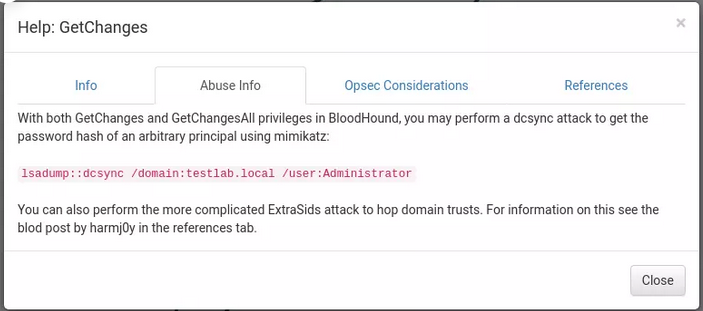 Help: GetChanges
×
Info
Abuse Info
Opsec Considerations
References
With both GetChanges and GetChangesAll privileges in BloodHound, you may perform a dcsync attack to get the
password hash of an arbitrary principal using mimikatz:
lsadump::dcsync /domain:testlab.local /user:Administrator
You can also perform the more complicated ExtraSids attack to hop domain trusts. For information on this see the
blod post by harmj0y in the references tab.
Close